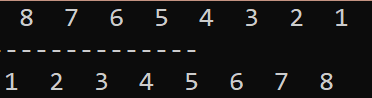 8 7 6 5 4 3 2 1
--------------
1 2 3 4 5 6 7 8